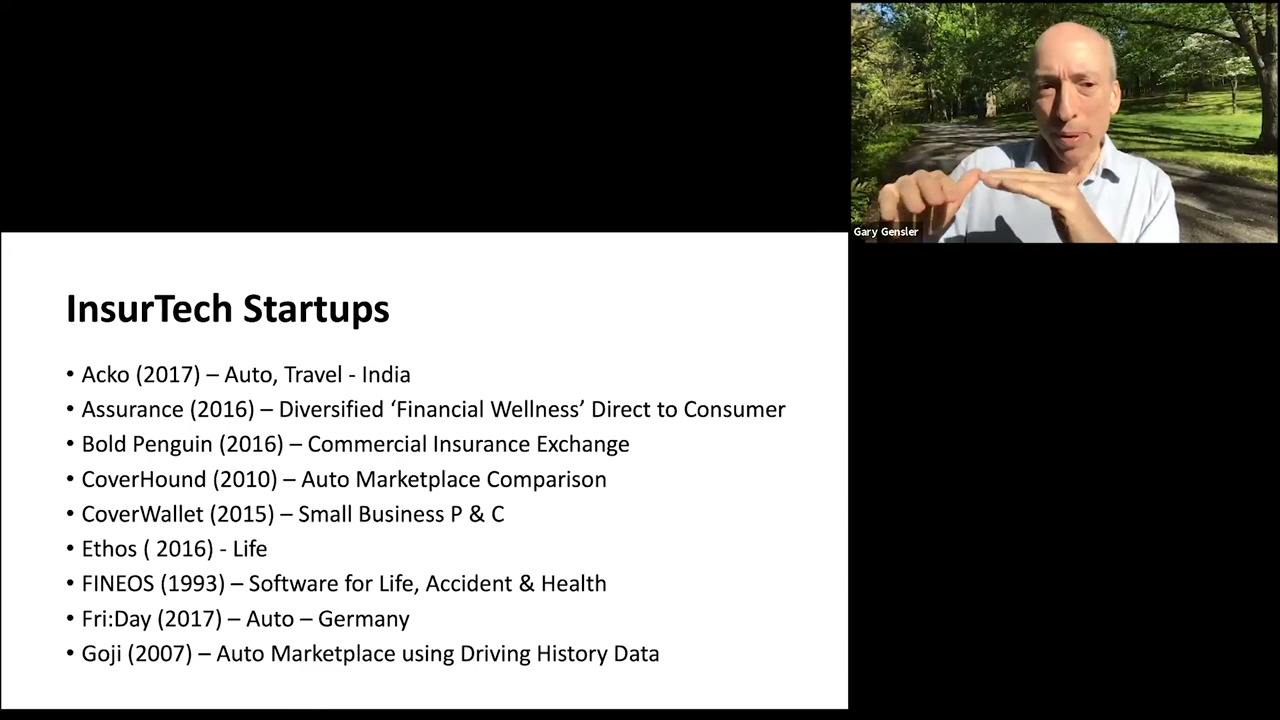 Gary Gensler
InsurTech Startups
• Acko (2017) – Auto, Travel - India
• Assurance (2016) – Diversified ‘Financial Wellness’ Direct to Consumer
• Bold Penguin (2016) – Commercial Insurance Exchange
• CoverHound (2010) – Auto Marketplace Comparison
• CoverWallet (2015) – Small Business P & C
• Ethos ( 2016) - Life
• FINEOS (1993) – Software for Life, Accident & Health
• Fri:Day (2017) – Auto – Germany
• Goji (2007) – Auto Marketplace using Driving History Data